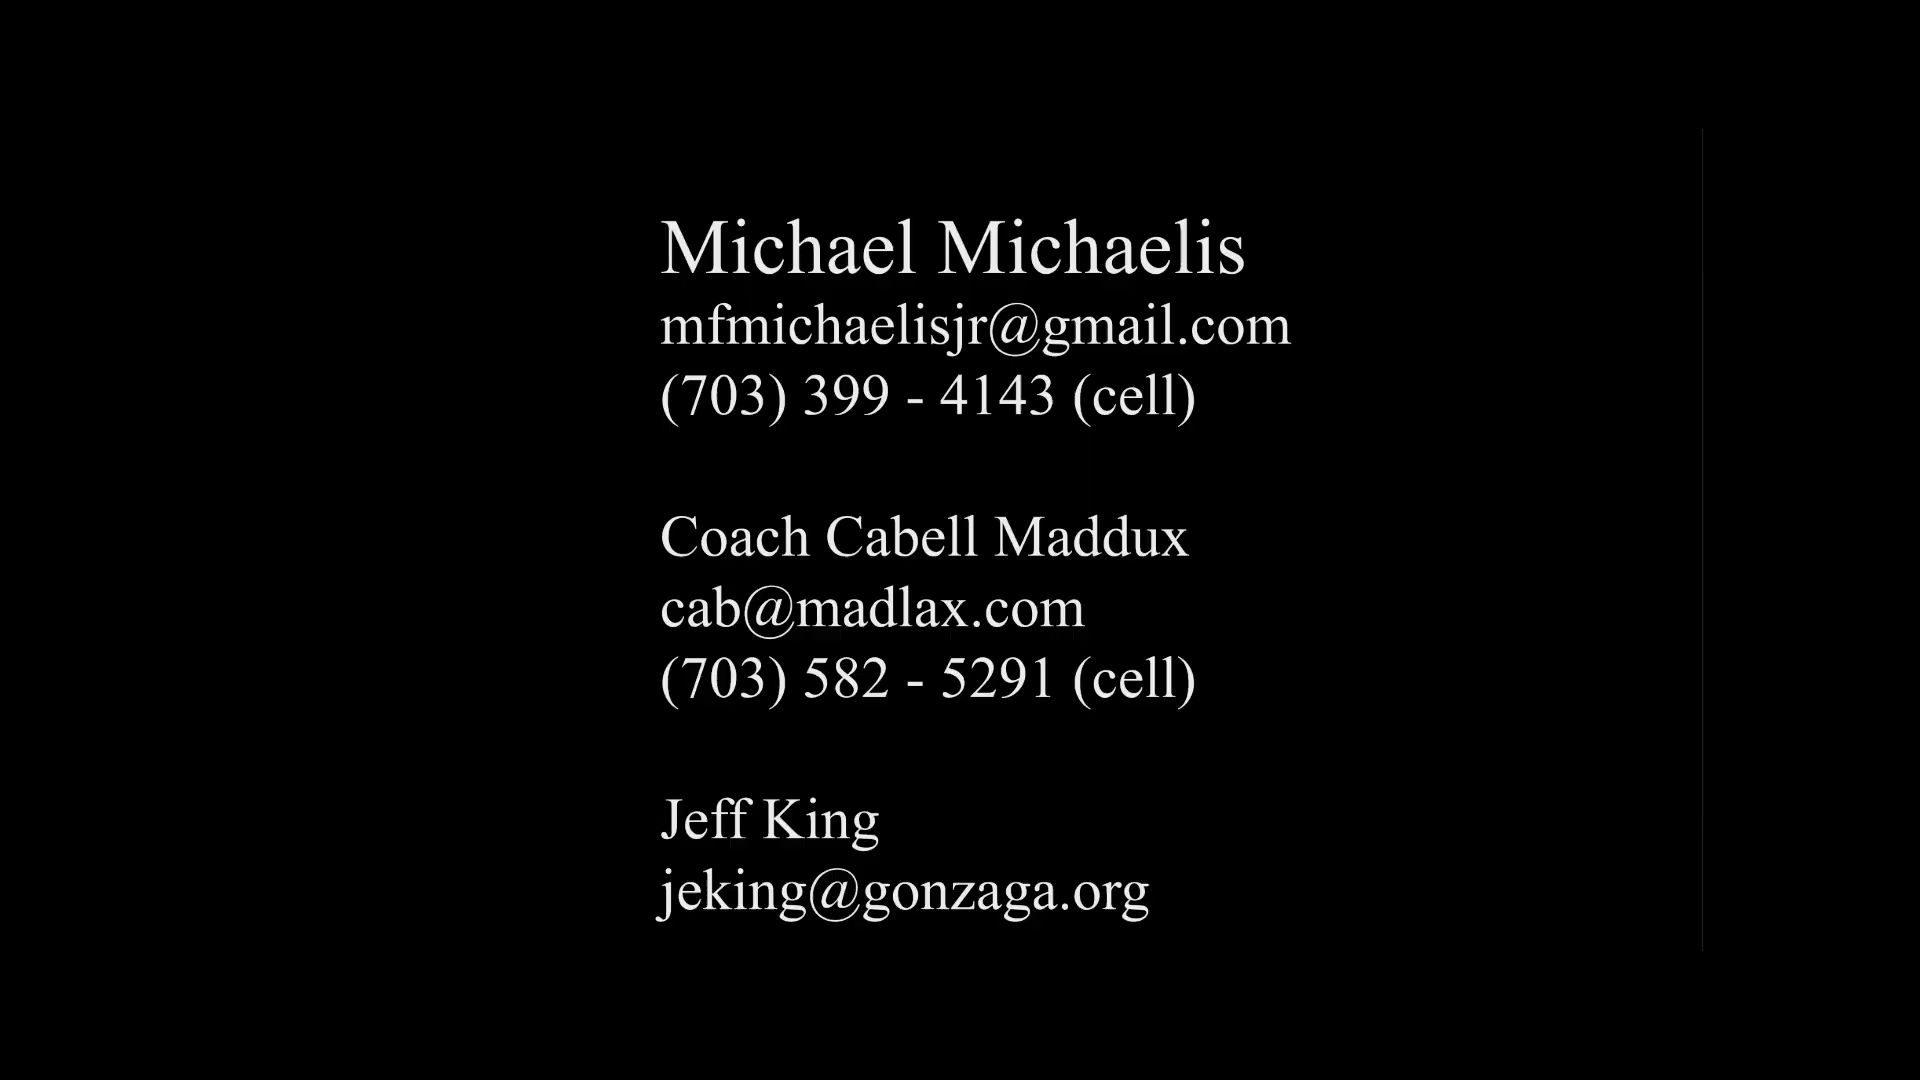 Michael Michaelis
mfmichaelisjr@gmail.com
(703) 399 - 4143 (cell)
Coach Cabell Maddux
cab@madlax.com
(703) 582 - 5291 (cell)
Jeff King
jeking@gonzaga.org